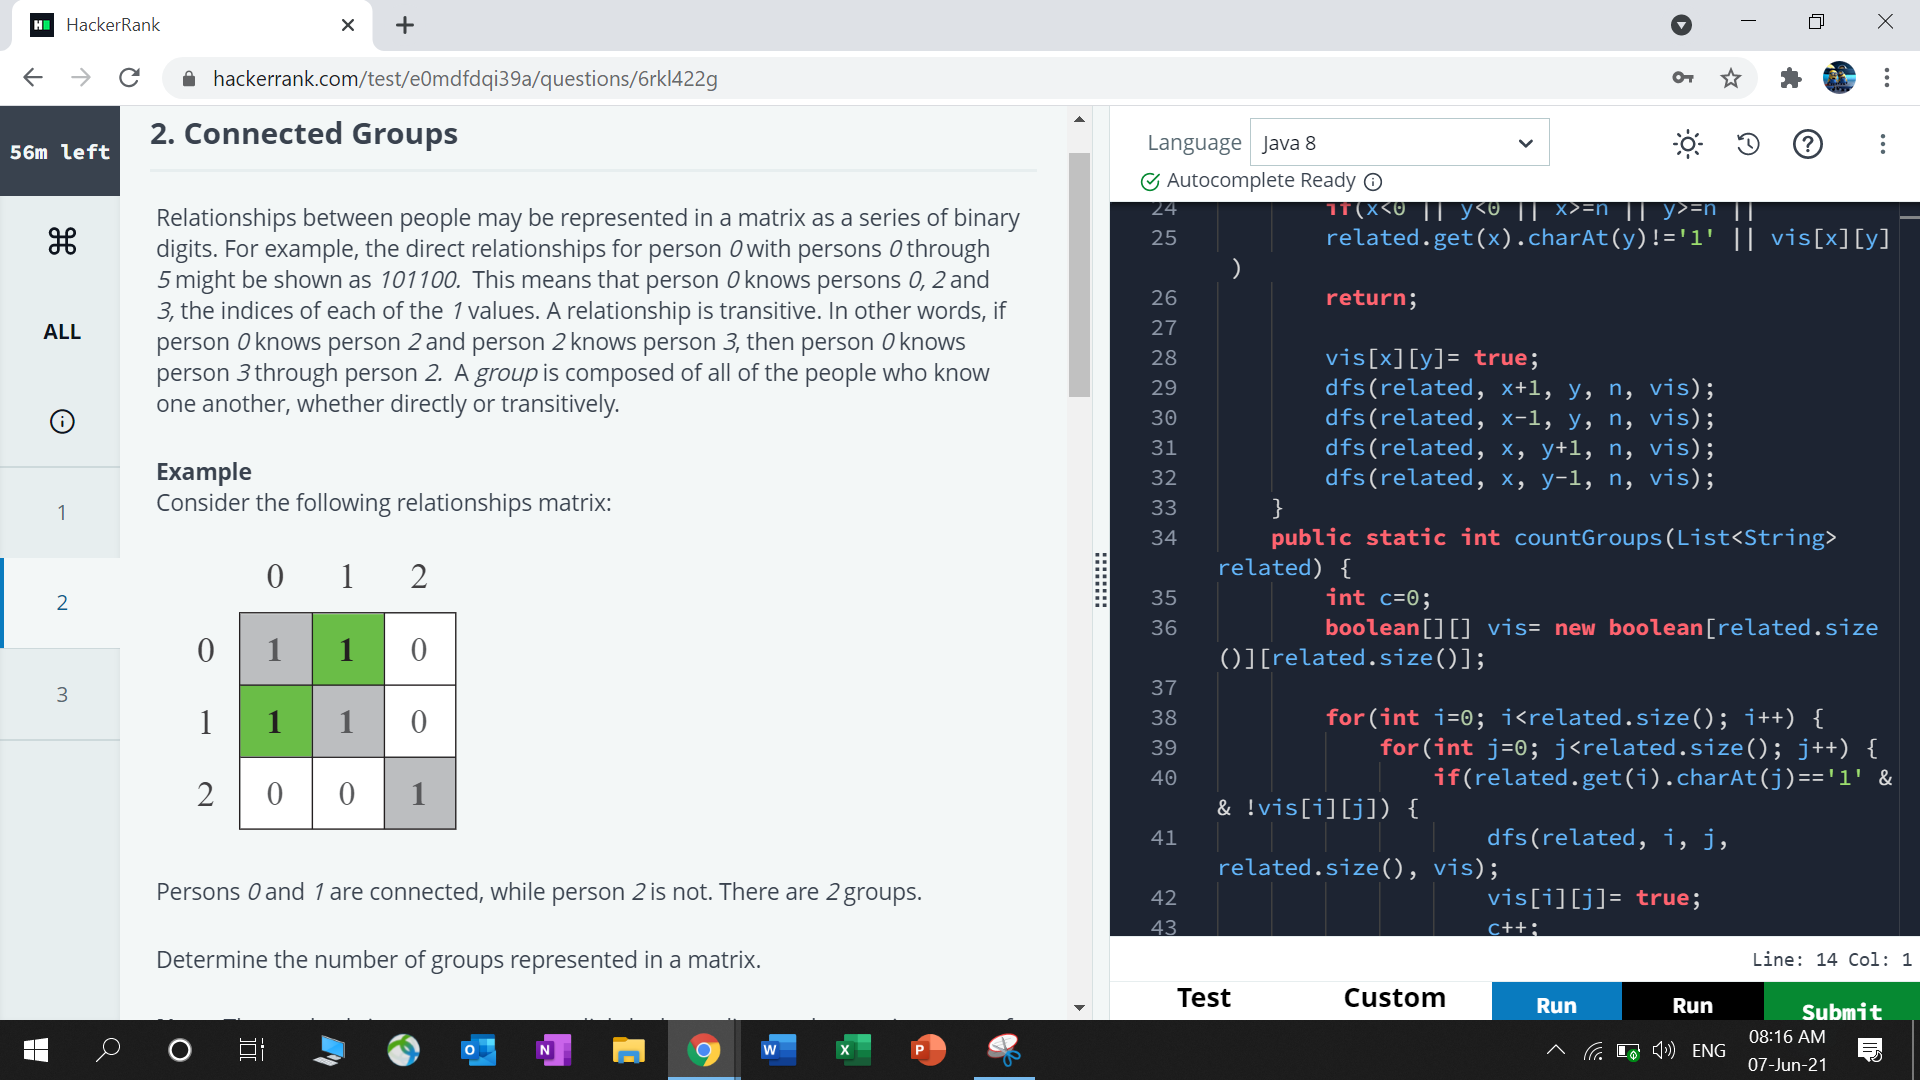 HackerRank
hackerrank.com/test/e0mdfdqi39a/questions/6rkl422g
56m left
ALL
1
2
3
2. Connected Groups
Relationships between people may be represented in a matrix as a series of binary
digits. For example, the direct relationships for person 0 with persons 0 through
5 might be shown as 101100. This means that person 0 knows persons 0, 2 and
3, the indices of each of the 1 values. A relationship is transitive. In other words, if
person 0 knows person 2 and person 2 knows person 3, then person 0 knows
person 3 through person 2. A group is composed of all of the people who know
one another, whether directly or transitively.
Example
Consider the following relationships matrix:
0 1 2
0 1 1 0
1 1 1 0
2 0 0 1
Persons 0 and 1 are connected, while person 2 is not. There are 2 groups.
Determine the number of groups represented in a matrix.
Language Java 8
Autocomplete Ready
24 if(x<0 || y<0 || x>=n || y>=n ||
25 related.get(x).charAt(y)!='1' || vis[x][y]
)
26 return;
27
28 vis[x][y]= true;
29 dfs(related, x+1, y, n, vis);
30 dfs(related, x-1, y, n, vis);
31 dfs(related, x, y+1, n, vis);
32 dfs(related, x, y-1, n, vis);
33 }
34 public static int countGroups(List<String>
related) {
35 int c=0;
36 boolean[][] vis= new boolean[related.size
()][related.size()];
37
38 for(int i=0; i<related.size(); i++) {
39 for(int j=0; j<related.size(); j++) {
40 if(related.get(i).charAt(j)=='1' &
& !vis[i][j]) {
41 dfs(related, i, j,
related.size(), vis);
42 vis[i][j]= true;
43 c++;
Line: 14 Col: 1
Test Custom Run Run Submit
ENG
08:16 AM
07-Jun-21